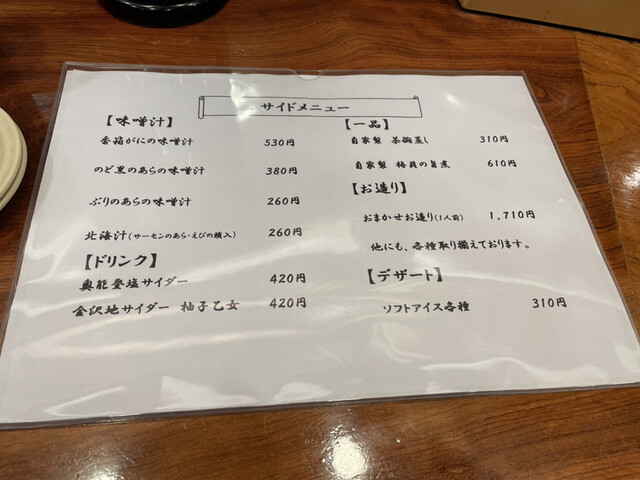 サイドメニュー
【味噌汁】
香箱がにの味噌汁 530円
のど黒のあらの味噌汁 380円
ぶりのあらの味噌汁 260円
北海汁(サーモンのあら・えびの頭入) 260円
【ドリンク】
奥能登塩サイダー 420円
金沢地サイダー 柚子乙女 420円
【一品】
自家製 茶碗蒸し 310円
自家製 梅貝の旨煮 610円
【お造り】
おまかせお造り(1人前) 1,710円
他にも、各種取り揃えております。
【デザート】
ソフトアイス各種 310円